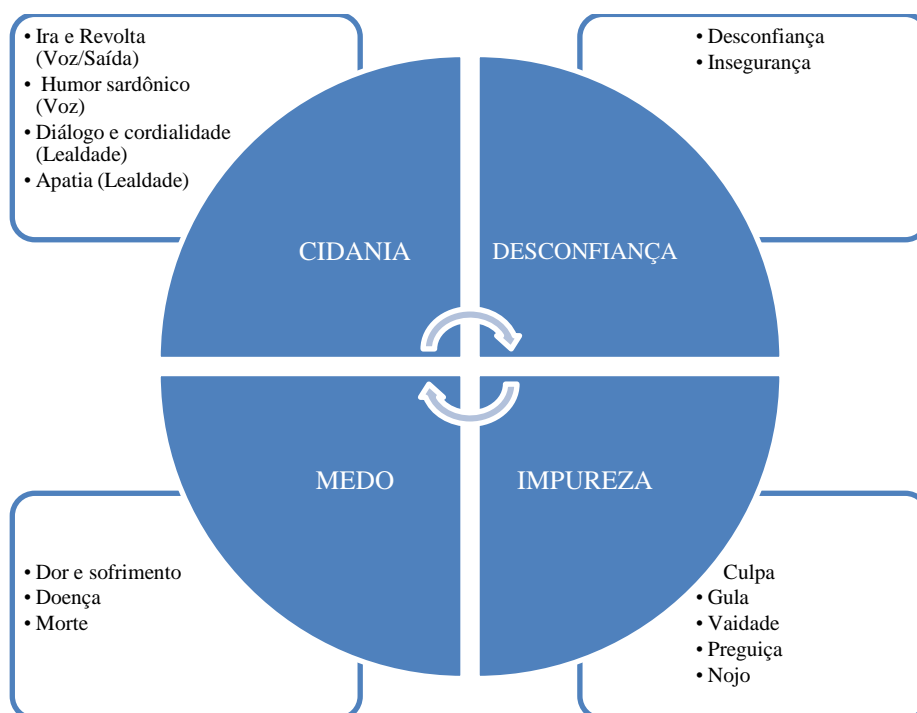 • Ira e Revolta
(Voz/Saída)
• Humor sardônico
(Voz)
• Diálogo e cordialidade
(Lealdade)
• Apatia (Lealdade)
• Desconfiança
• Insegurança
CIDANIA
DESCONFIANÇA
MEDO
IMPUREZA
• Dor e sofrimento
• Doença
• Morte
Culpa
• Gula
• Vaidade
• Preguiça
• Nojo